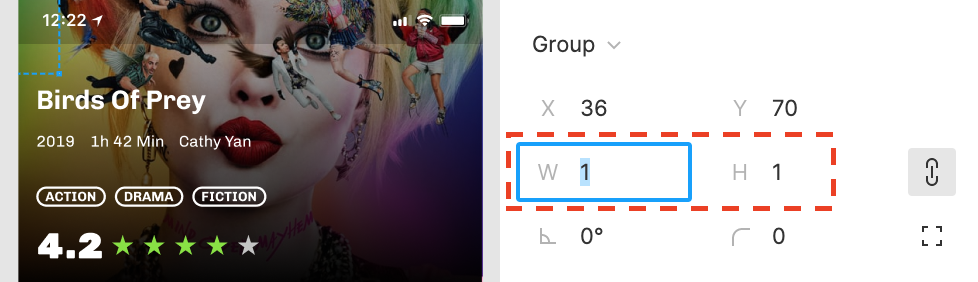 12:22
Birds Of Prey
2019 1h 42 Min Cathy Yan
ACTION DRAMA FICTION
4.2
Group
X 36 Y 70
W 1 H 1
0° 0